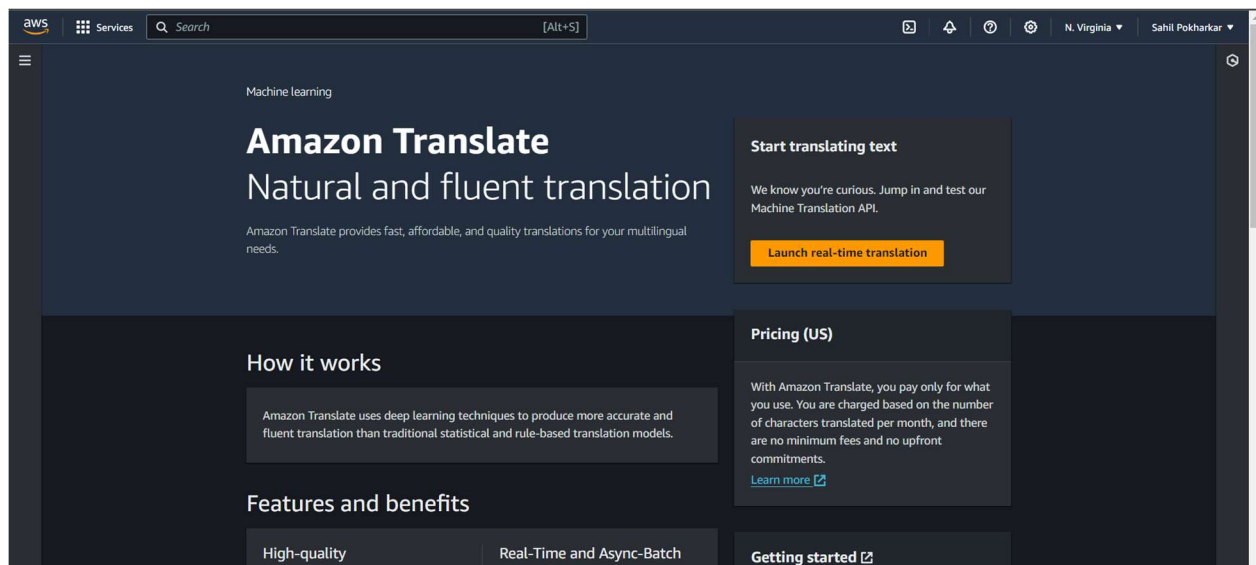 aws
Services
Search
[Alt+S]
N. Virginia
Sahil Pokharkar
Machine learning
Amazon Translate
Natural and fluent translation
Amazon Translate provides fast, affordable, and quality translations for your multilingual
needs.
Start translating text
We know you're curious. Jump in and test our
Machine Translation API.
Launch real-time translation
How it works
Amazon Translate uses deep learning techniques to produce more accurate and
fluent translation than traditional statistical and rule-based translation models.
Pricing (US)
With Amazon Translate, you pay only for what
you use. You are charged based on the number
of characters translated per month, and there
are no minimum fees and no upfront
commitments.
Learn more
Features and benefits
High-quality
Real-Time and Async-Batch
Getting started